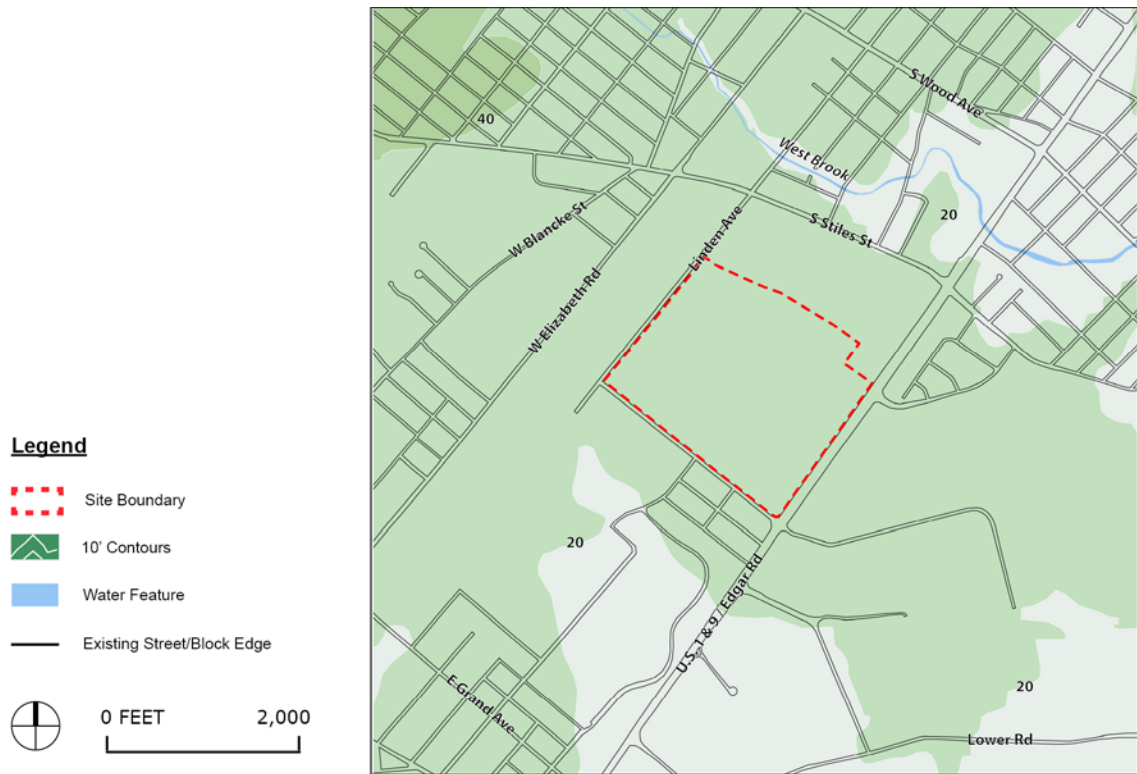 Legend
Site Boundary
10' Contours
Water Feature
Existing Street/Block Edge
0 FEET 2,000
S Wood Ave
40
West Brook
20
S Stiles St
W Blancke St
Linden Ave
W Elizabeth Rd
20
U.S. 1 & 9 / Edgar Rd
E Grand Ave
20
Lower Rd